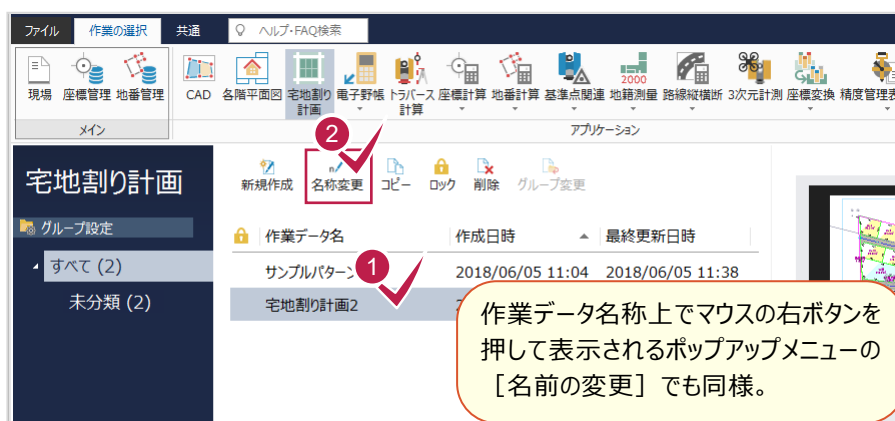 ファイル 作業の選択 共通 ヘルプ・FAQ検索
現場 座標管理 地番管理 CAD 各階平面図 宅地割り計画 電子野帳 トラバース計算 座標計算 地番計算 基準点関連 地籍測量 路線縦横断 3次元計測 座標変換 精度管理表
2000
メイン アプリケーション
2
宅地割り計画
新規作成 名称変更 コピー ロック 削除 グループ変更
グループ設定
作業データ名 作成日時 最終更新日時
すべて (2)
1
サンプルパターン 2018/06/05 11:04 2018/06/05 11:38
未分類 (2)
宅地割り計画2
作業データ名称上でマウスの右ボタンを
押して表示されるポップアップメニューの
［名前の変更］でも同様。